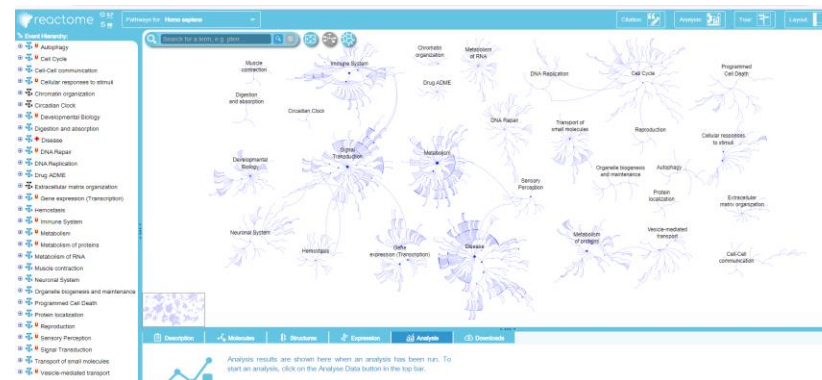 reactome
Pathways for: Homo sapiens
Citation:
Analysis:
Tour:
Layout:
Event Hierarchy:
Autophagy
Cell Cycle
Cell-Cell communication
Cellular responses to stimuli
Chromatin organization
Circadian Clock
Developmental Biology
Digestion and absorption
Disease
DNA Repair
DNA Replication
Drug ADME
Extracellular matrix organization
Gene expression (Transcription)
Hemostasis
Immune System
Metabolism
Metabolism of proteins
Metabolism of RNA
Muscle contraction
Neuronal System
Organelle biogenesis and maintenance
Programmed Cell Death
Protein localization
Reproduction
Sensory Perception
Signal Transduction
Transport of small molecules
Vesicle-mediated transport
Search for a term, e.g. pten ...
Muscle
contraction
Immune System
Chromatin
organization
Metabolism
of RNA
Drug ADME
DNA Replication
Cell Cycle
Programmed
Cell Death
Digestion
and absorption
Circadian Clock
DNA Repair
Transport of
small molecules
Reproduction
Cellular responses
to stimuli
Developmental
Biology
Signal
Transduction
Metabolism
Sensory
Perception
Organelle biogenesis
and maintenance
Autophagy
Protein
localization
Extracellular
matrix organization
Neuronal System
Hemostasis
Gene
expression (Transcription)
Disease
Metabolism
of proteins
Vesicle-mediated
transport
Cell-Cell
communication
Description
Molecules
Structures
Expression
Analysis
Downloads
Analysis results are shown here when an analysis has been run. To
start an analysis, click on the Analyse Data button in the top bar.